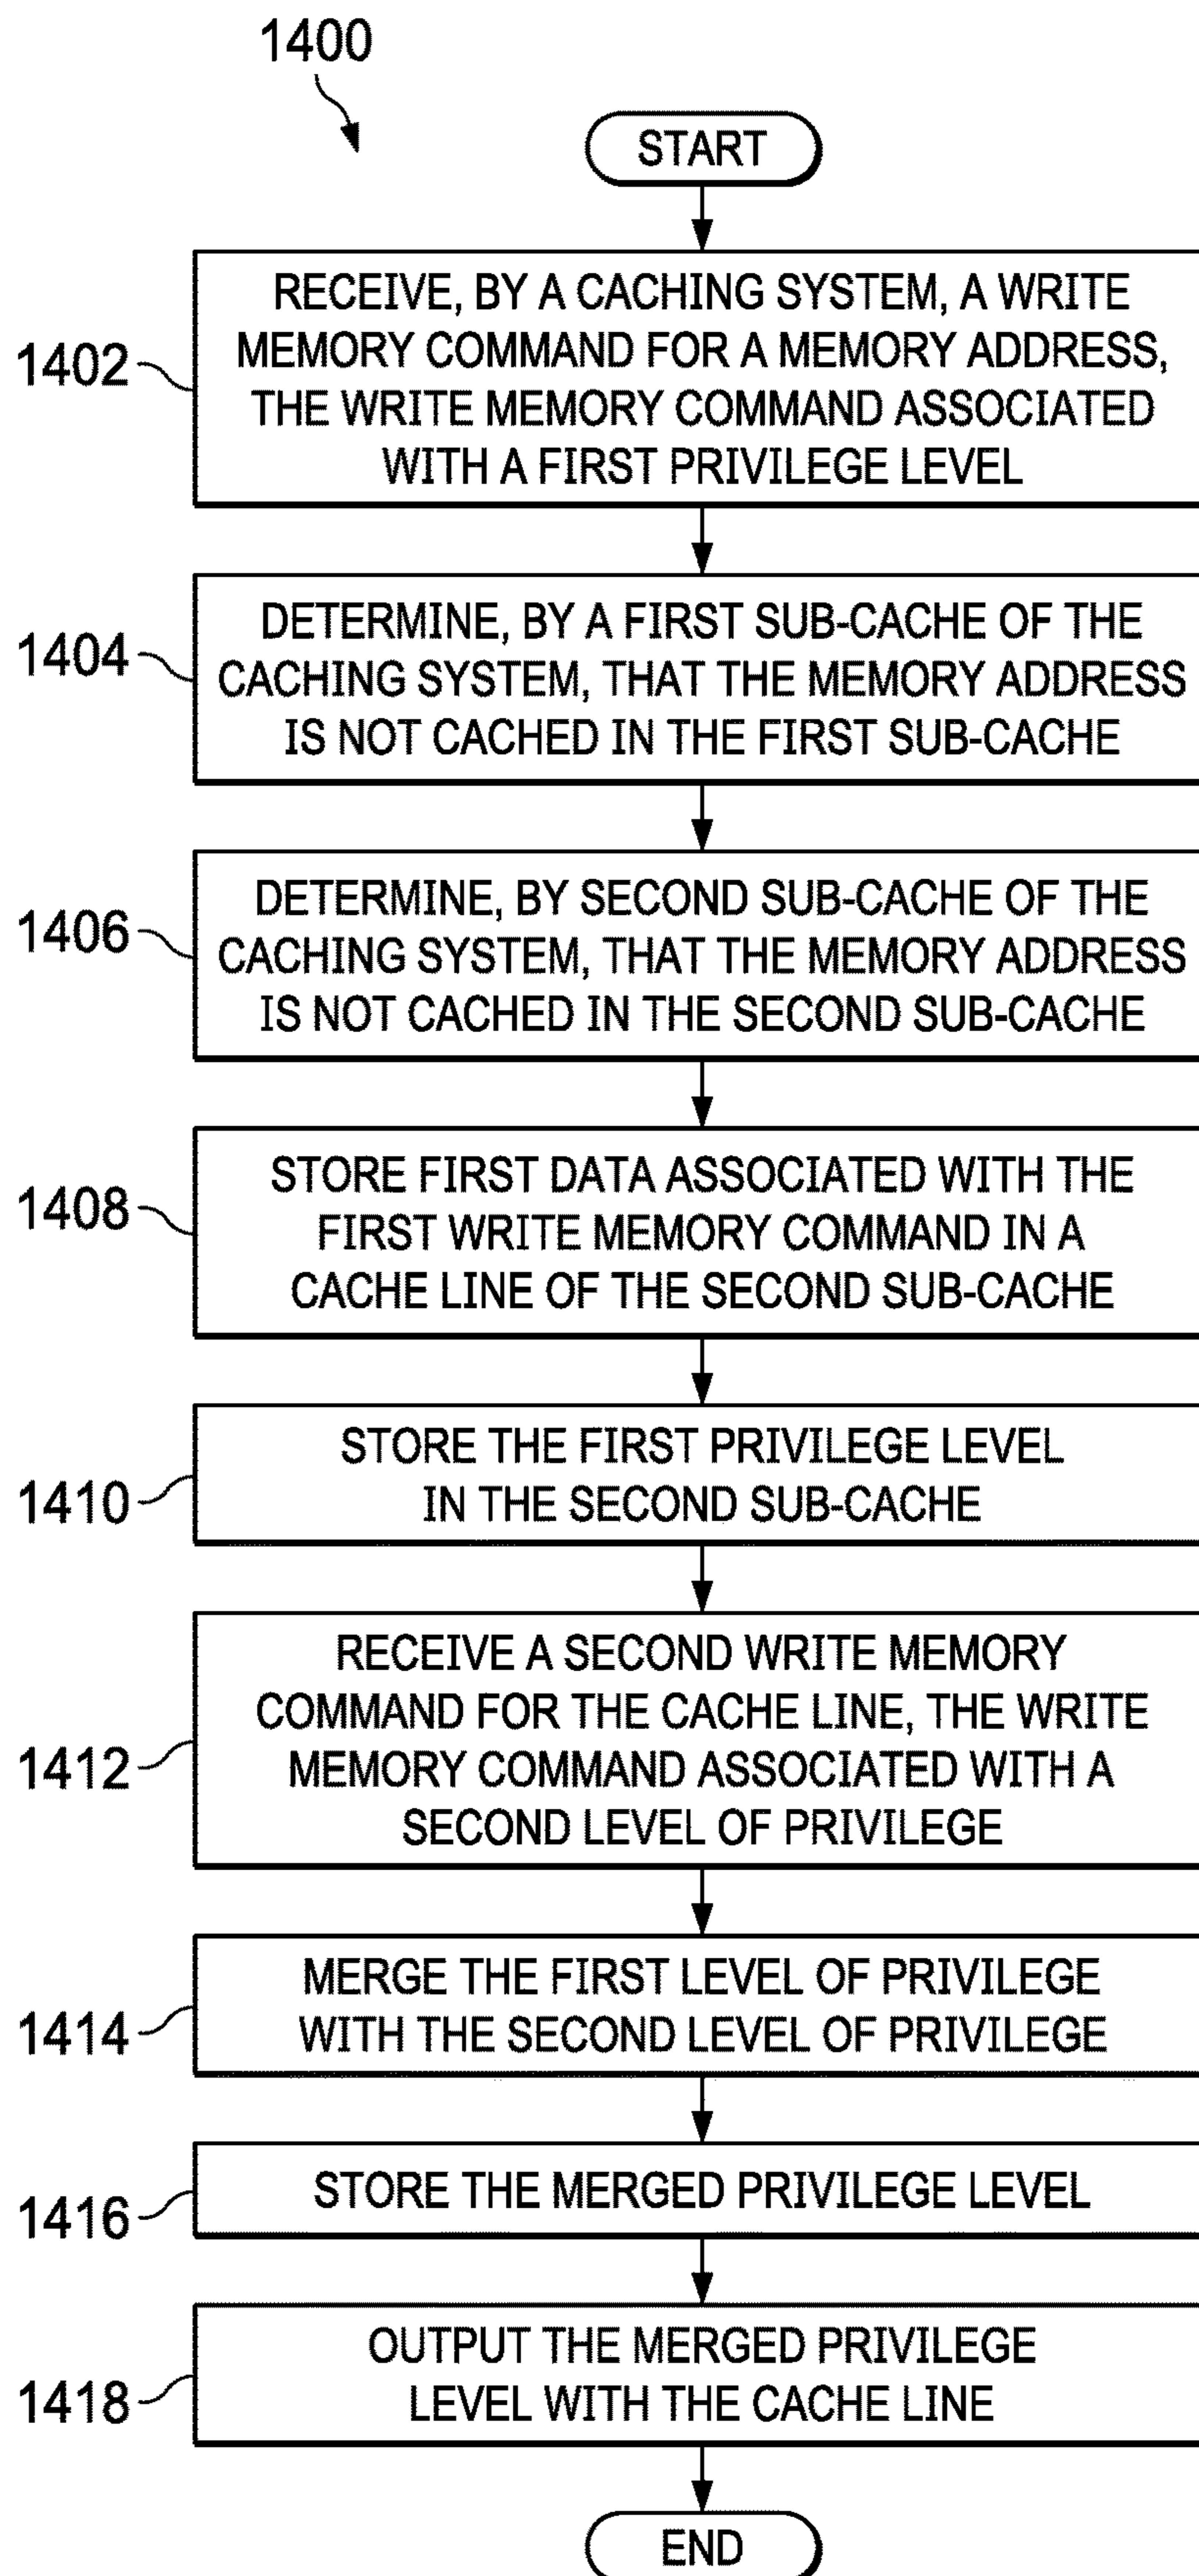 1400
START
1402
RECEIVE, BY A CACHING SYSTEM, A WRITE
MEMORY COMMAND FOR A MEMORY ADDRESS,
THE WRITE MEMORY COMMAND ASSOCIATED
WITH A FIRST PRIVILEGE LEVEL
1404
DETERMINE, BY A FIRST SUB-CACHE OF THE
CACHING SYSTEM, THAT THE MEMORY ADDRESS
IS NOT CACHED IN THE FIRST SUB-CACHE
1406
DETERMINE, BY SECOND SUB-CACHE OF THE
CACHING SYSTEM, THAT THE MEMORY ADDRESS
IS NOT CACHED IN THE SECOND SUB-CACHE
1408
STORE FIRST DATA ASSOCIATED WITH THE
FIRST WRITE MEMORY COMMAND IN A
CACHE LINE OF THE SECOND SUB-CACHE
1410
STORE THE FIRST PRIVILEGE LEVEL
IN THE SECOND SUB-CACHE
1412
RECEIVE A SECOND WRITE MEMORY
COMMAND FOR THE CACHE LINE, THE WRITE
MEMORY COMMAND ASSOCIATED WITH A
SECOND LEVEL OF PRIVILEGE
1414
MERGE THE FIRST LEVEL OF PRIVILEGE
WITH THE SECOND LEVEL OF PRIVILEGE
1416
STORE THE MERGED PRIVILEGE LEVEL
1418
OUTPUT THE MERGED PRIVILEGE
LEVEL WITH THE CACHE LINE
END